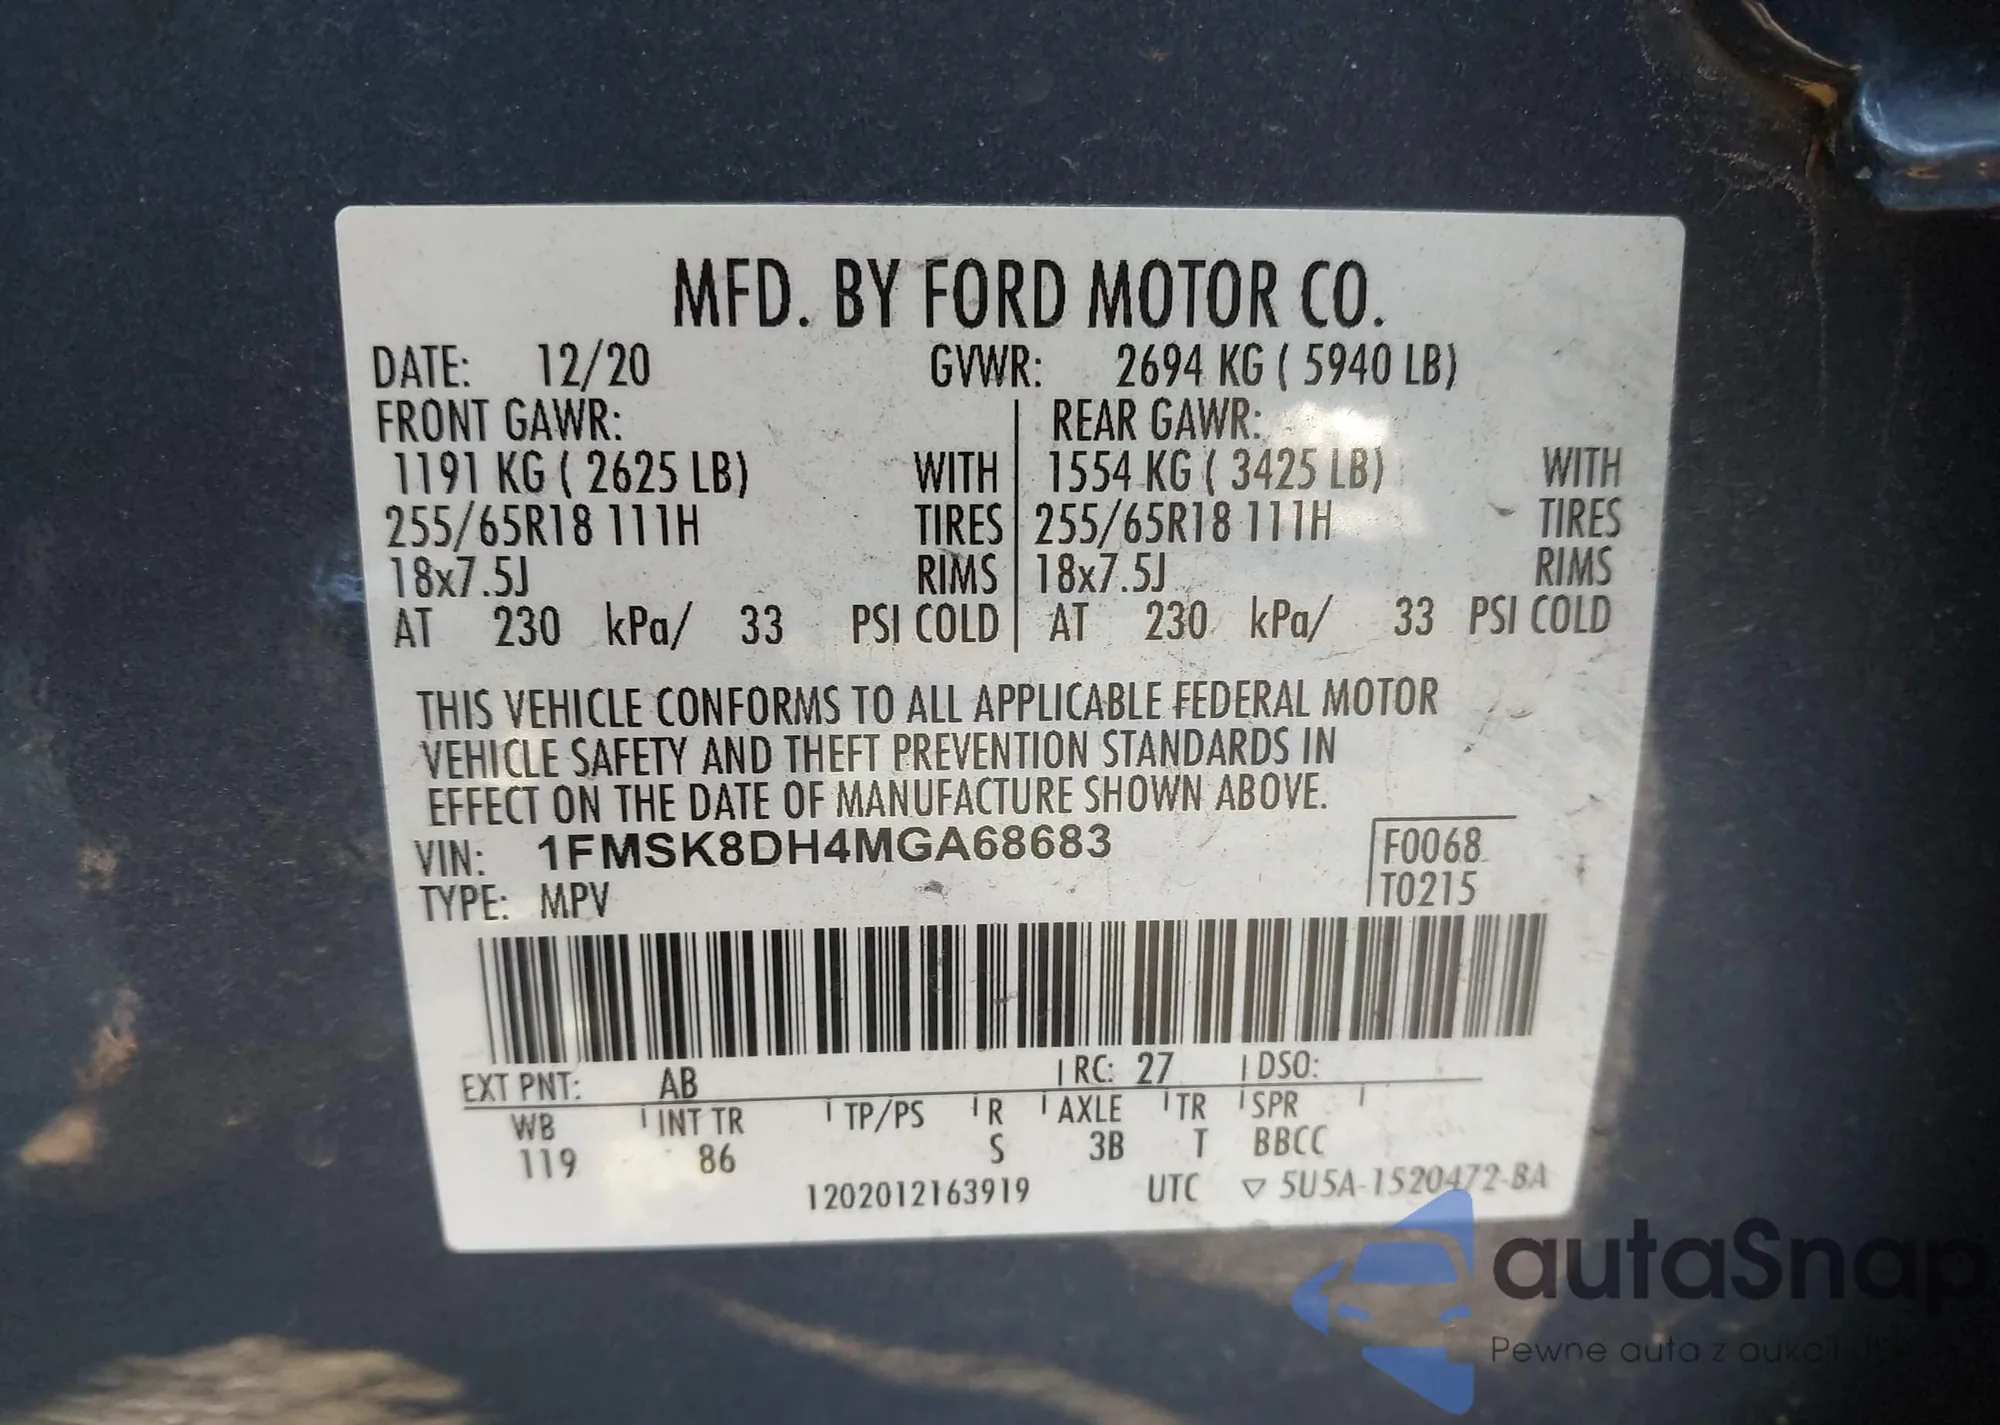 MFD. BY FORD MOTOR CO.
DATE: 12/20 GVWR: 2694 KG ( 5940 LB)
FRONT GAWR: REAR GAWR:
1191 KG ( 2625 LB) WITH 1554 KG ( 3425 LB) WITH
255/65R18 111H TIRES 255/65R18 111H TIRES
18x7.5J RIMS 18x7.5J RIMS
AT 230 kPa/ 33 PSI COLD AT 230 kPa/ 33 PSI COLD
THIS VEHICLE CONFORMS TO ALL APPLICABLE FEDERAL MOTOR
VEHICLE SAFETY AND THEFT PREVENTION STANDARDS IN
EFFECT ON THE DATE OF MANUFACTURE SHOWN ABOVE.
VIN: 1FMSK8DH4MGA68683 F0068
TYPE: MPV T0215
EXT PNT: AB RC: 27 DSO:
WB INT TR TP/PS R AXLE TR SPR
119 86 S 3B T BBCC
1202012163919 UTC ▽ 5U5A-1520472-BA
autaSnap
Pewne auta z aukcji